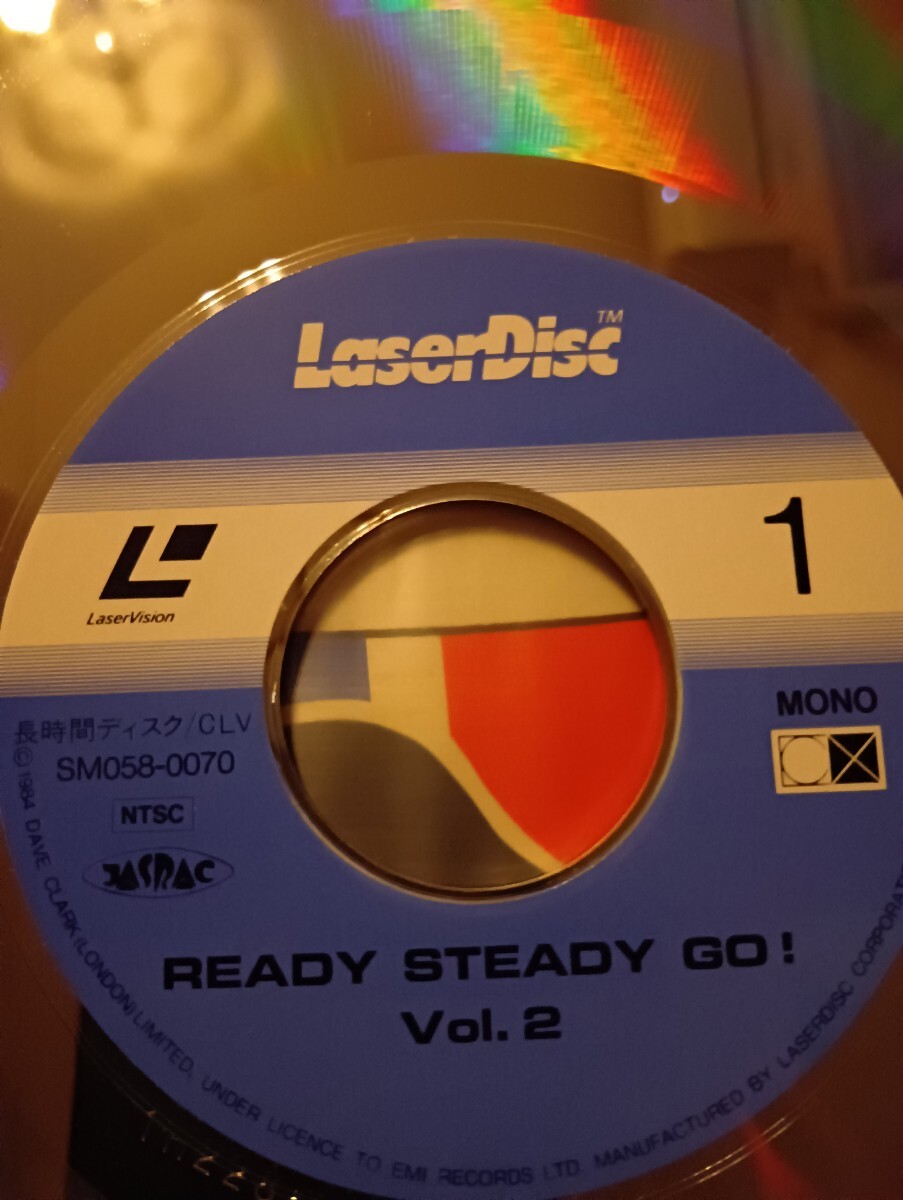 LaserDisc™
LaserVision
1
長時間ディスク/CLV
SM058-0070
NTSC
JASRAC
MONO
READY STEADY GO!
Vol. 2
©1984 DAVE CLARK (LONDON) LIMITED, UNDER LICENCE TO EMI RECORDS LTD. MANUFACTURED BY LASERDISC